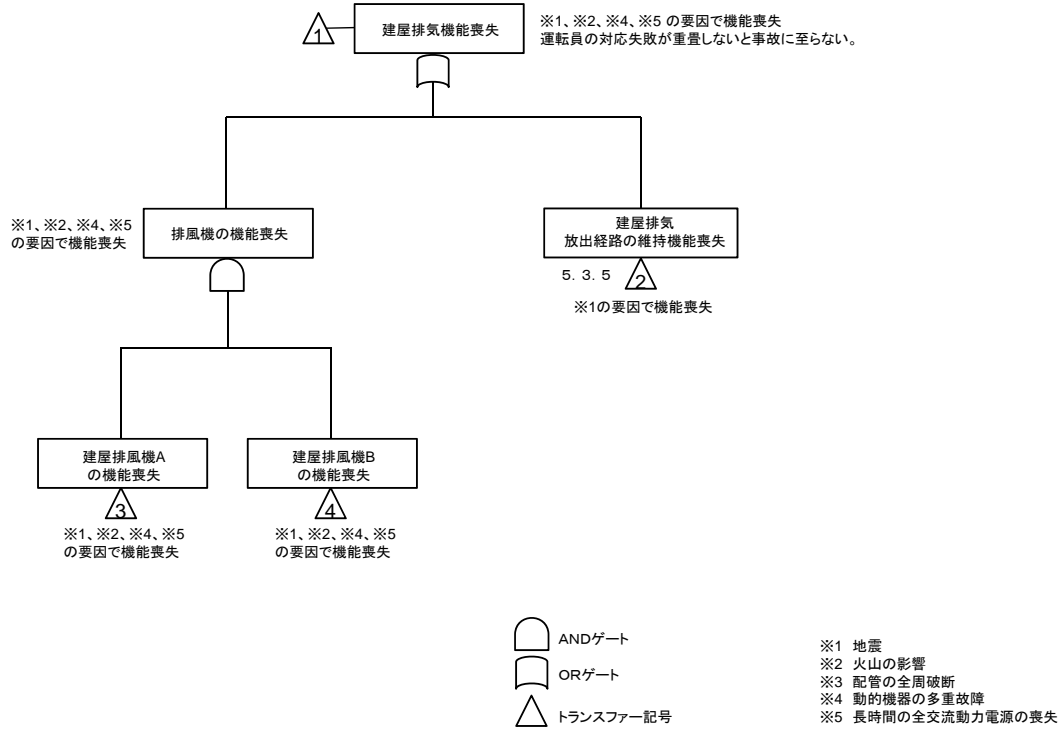 1
建屋排気機能喪失
※1、※2、※4、※5 の要因で機能喪失
運転員の対応失敗が重畳しないと事故に至らない。
※1、※2、※4、※5
の要因で機能喪失
排風機の機能喪失
建屋排気
放出経路の維持機能喪失
5．3．5
2
※1の要因で機能喪失
建屋排風機A
の機能喪失
建屋排風機B
の機能喪失
3
4
※1、※2、※4、※5
の要因で機能喪失
※1、※2、※4、※5
の要因で機能喪失
ANDゲート
ORゲート
トランスファー記号
※1 地震
※2 火山の影響
※3 配管の全周破断
※4 動的機器の多重故障
※5 長時間の全交流動力電源の喪失